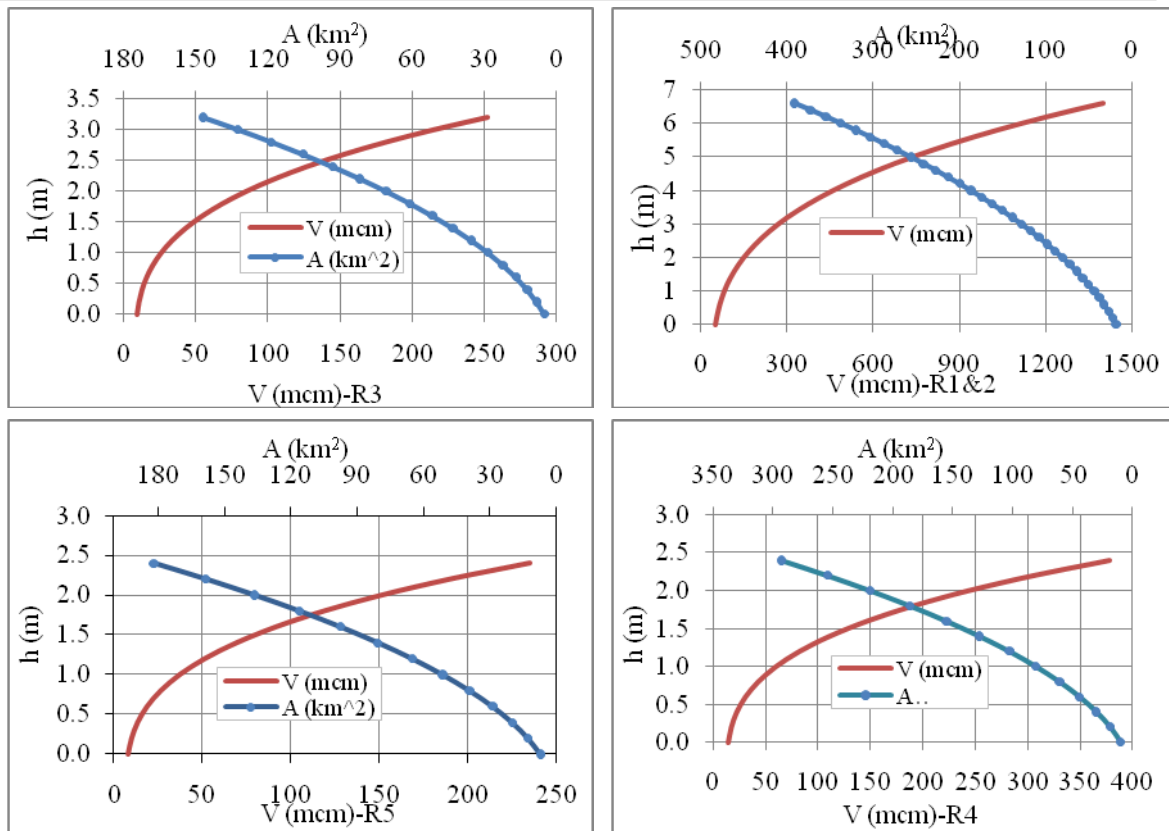 A (km²)
180 150 120 90 60 30 0
3.5
3.0
2.5
2.0
1.5
1.0
0.5
0.0
h (m)
V (mcm)
A (km^2)
0 50 100 150 200 250 300
V (mcm)-R3
A (km²)
500 400 300 200 100 0
7
6
5
4
3
2
1
0
h (m)
V (mcm)
0 300 600 900 1200 1500
V (mcm)-R1&2
A (km²)
180 150 120 90 60 30 0
3.0
2.5
2.0
1.5
1.0
0.5
0.0
h (m)
V (mcm)
A (km^2)
0 50 100 150 200 250
V (mcm)-R5
A (km²)
350 300 250 200 150 100 50 0
3.0
2.5
2.0
1.5
1.0
0.5
0.0
h (m)
V (mcm)
A..
0 50 100 150 200 250 300 350 400
V (mcm)-R4